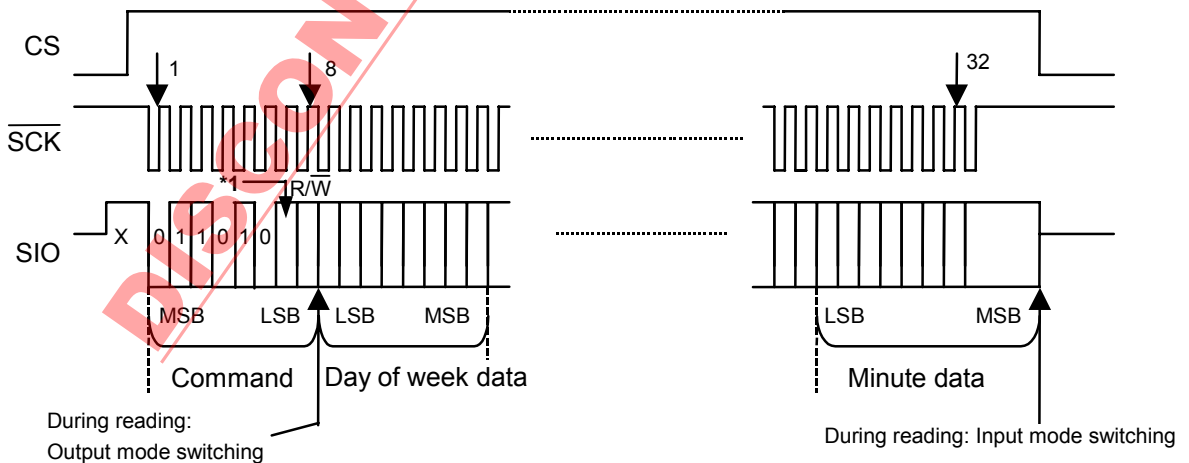 CS
1
8
32
SCK
*1
R/W
SIO
X 0 1 1 0 1 0
MSB LSB LSB MSB
LSB MSB
Command Day of week data
Minute data
During reading:
Output mode switching
During reading: Input mode switching
DISCON